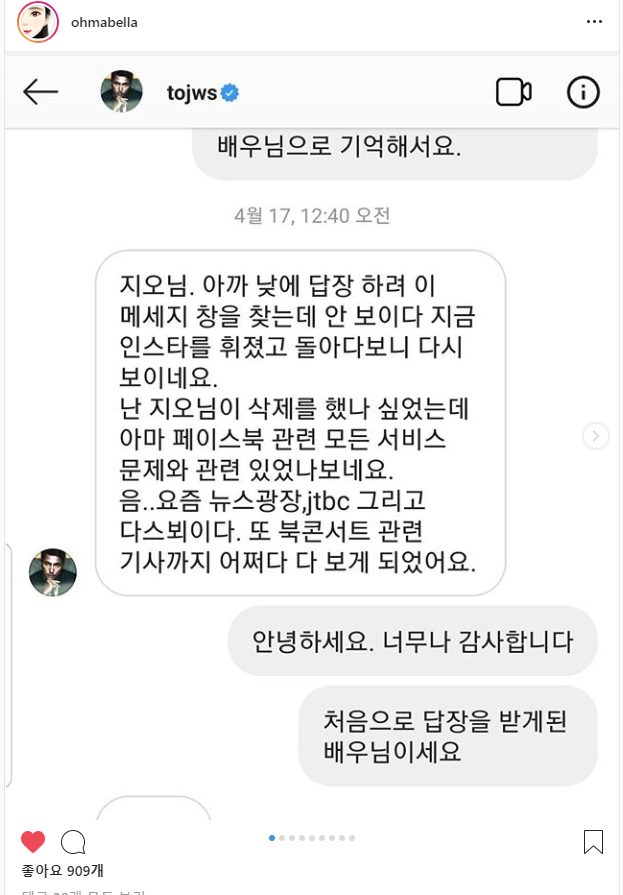 ohmabella
tojws
배우님으로 기억해서요.
4월 17, 12:40 오전
지오님. 아까 낮에 답장 하려 이
메세지 창을 찾는데 안 보이다 지금
인스타를 휘졌고 돌아다보니 다시
보이네요.
난 지오님이 삭제를 했나 싶었는데
아마 페이스북 관련 모든 서비스
문제와 관련 있었나보네요.
음..요즘 뉴스광장,jtbc 그리고
다스뵈이다. 또 북콘서트 관련
기사까지 어쩌다 다 보게 되었어요.
안녕하세요. 너무나 감사합니다
처음으로 답장을 받게된
배우님이세요
좋아요 909개